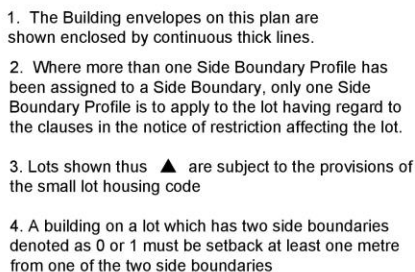 1. The Building envelopes on this plan are
shown enclosed by continuous thick lines.
2. Where more than one Side Boundary Profile has
been assigned to a Side Boundary, only one Side
Boundary Profile is to apply to the lot having regard to
the clauses in the notice of restriction affecting the lot.
3. Lots shown thus ▲ are subject to the provisions of
the small lot housing code
4. A building on a lot which has two side boundaries
denoted as 0 or 1 must be setback at least one metre
from one of the two side boundaries